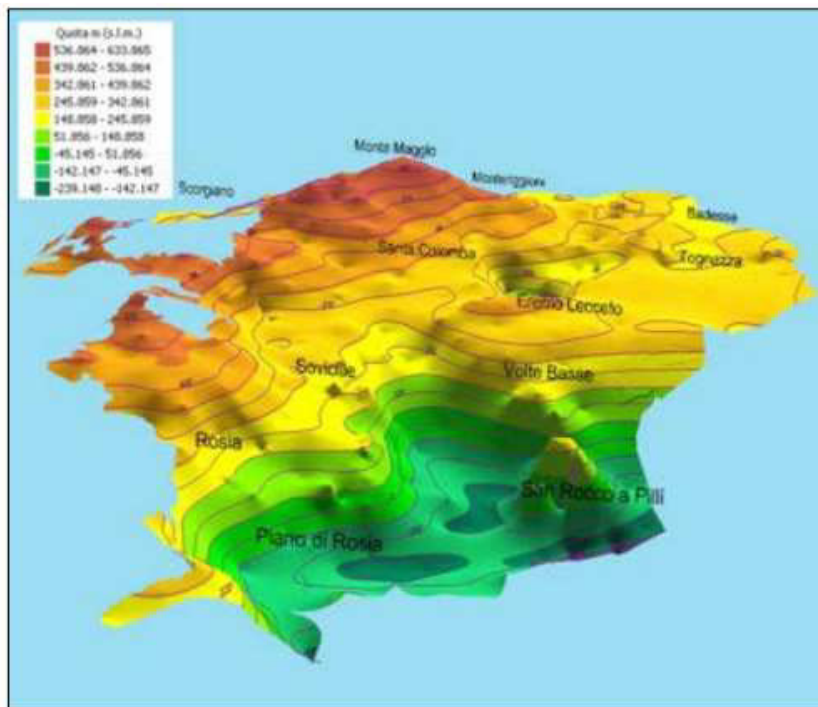 Quota m (s.l.m.)
536.864 - 633.865
439.862 - 536.864
342.861 - 439.862
245.859 - 342.861
148.858 - 245.859
51.856 - 148.858
-45.145 - 51.856
-142.147 - -45.145
-239.148 - -142.147
Monte Maggio
Scorgiano
Monteriggioni
Badesse
Santa Colomba
Tognazza
Eremo Lecceto
Sovicille
Volte Basse
Rosia
San Rocco a Pilli
Piano di Rosia